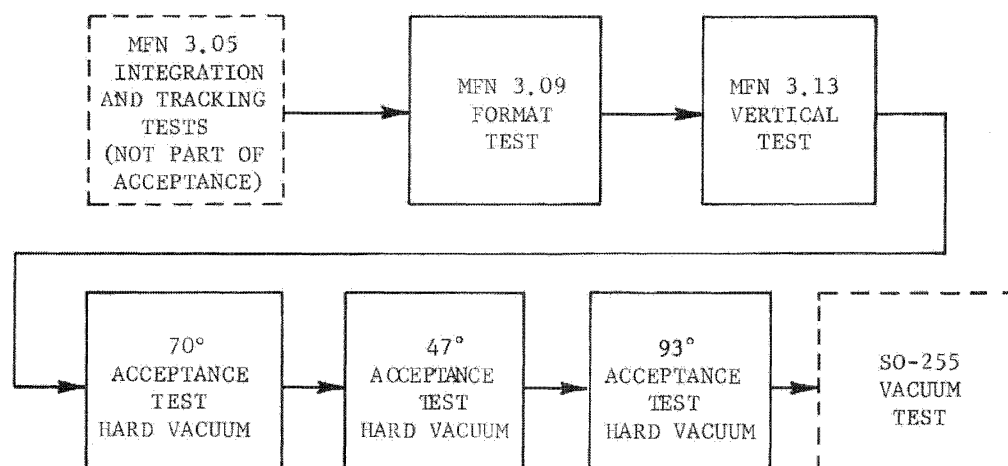 MFN 3.05
INTEGRATION
AND TRACKING
TESTS
(NOT PART OF
ACCEPTANCE)
MFN 3.09
FORMAT
TEST
MFN 3.13
VERTICAL
TEST
70°
ACCEPTANCE
TEST
HARD VACUUM
47°
ACCEPTANCE
TEST
HARD VACUUM
93°
ACCEPTANCE
TEST
HARD VACUUM
SO-255
VACUUM
TEST